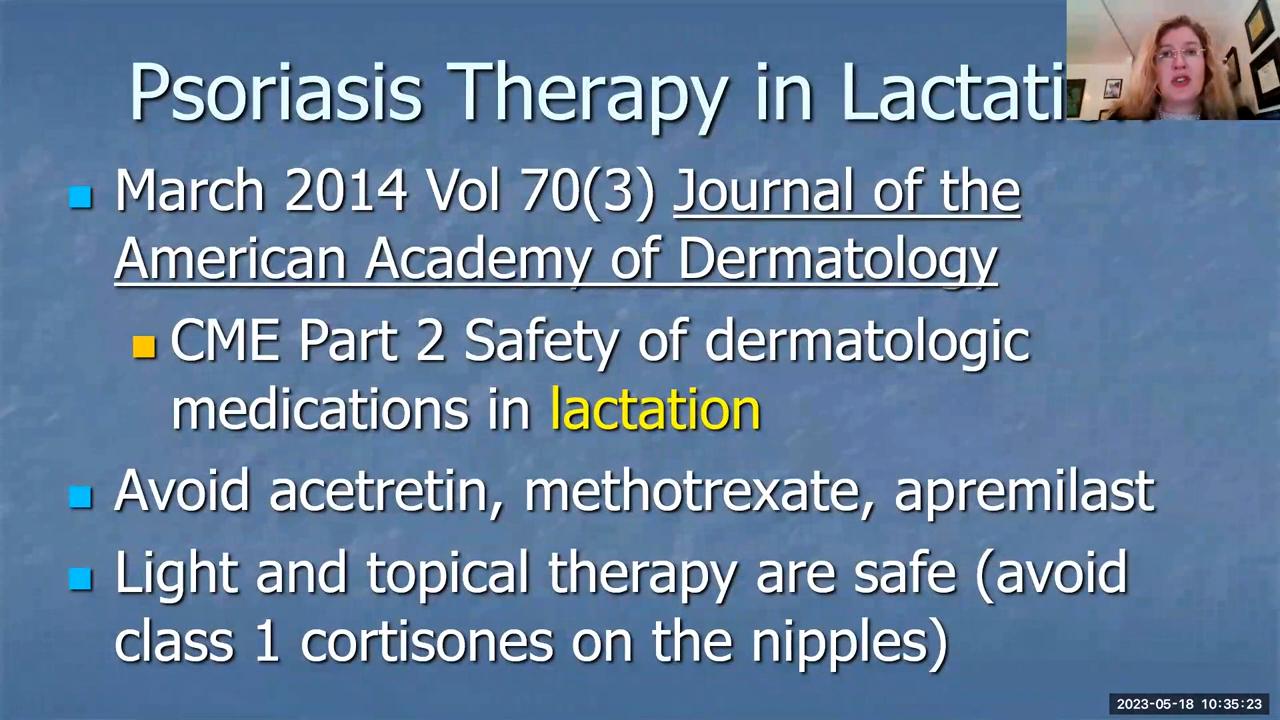 Psoriasis Therapy in Lactati
March 2014 Vol 70(3) Journal of the
American Academy of Dermatology
CME Part 2 Safety of dermatologic
medications in lactation
Avoid acetretin, methotrexate, apremilast
Light and topical therapy are safe (avoid
class 1 cortisones on the nipples)
2023-05-18 10:35:23